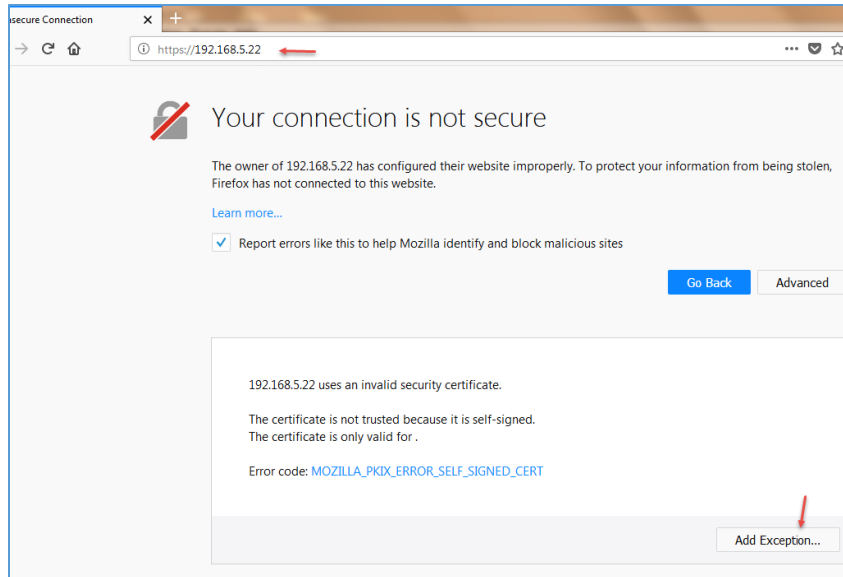 nsecure Connection
https://192.168.5.22
Your connection is not secure
The owner of 192.168.5.22 has configured their website improperly. To protect your information from being stolen,
Firefox has not connected to this website.
Learn more...
Report errors like this to help Mozilla identify and block malicious sites
Go Back Advanced
192.168.5.22 uses an invalid security certificate.
The certificate is not trusted because it is self-signed.
The certificate is only valid for .
Error code: MOZILLA_PKIX_ERROR_SELF_SIGNED_CERT
Add Exception...